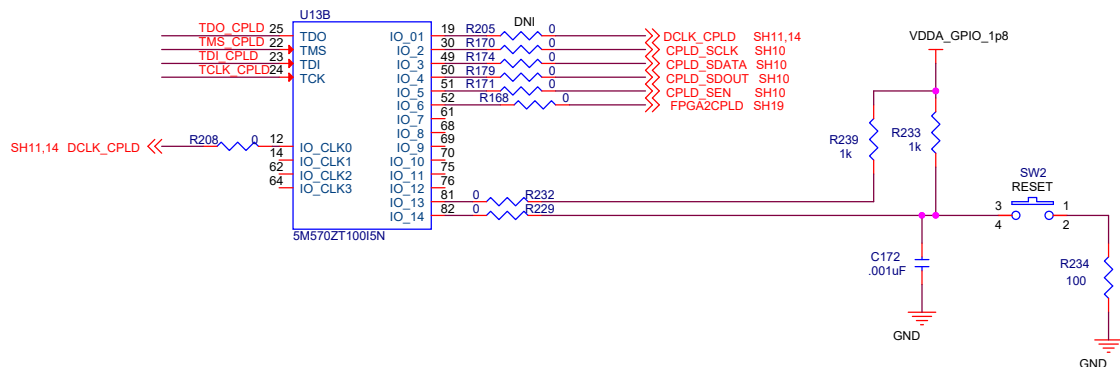 U13B
TDO_CPLD 25 TDO
TMS_CPLD 22 TMS
TDI_CPLD 23 TDI
TCLK_CPLD 24 TCK
DNI
IO_01 19 R205 0 DCLK_CPLD SH11,14
IO_2 30 R170 0 CPLD_SCLK SH10
IO_3 49 R174 0 CPLD_SDATA SH10
IO_4 50 R179 0 CPLD_SDOUT SH10
IO_5 51 R171 0 CPLD_SEN SH10
IO_6 52 R168 0 FPGA2CPLD SH19
IO_7 61
IO_8 68
IO_9 69
IO_10 70
IO_11 75
IO_12 76
IO_13 81 0 R232
IO_14 82 0 R229
SH11,14 DCLK_CPLD R208 0 12 IO_CLK0
14 IO_CLK1
62 IO_CLK2
64 IO_CLK3
5M570ZT100I5N
VDDA_GPIO_1p8
R239
1k
R233
1k
SW2
RESET
3 1
4 2
C172
.001uF
GND
R234
100
GND